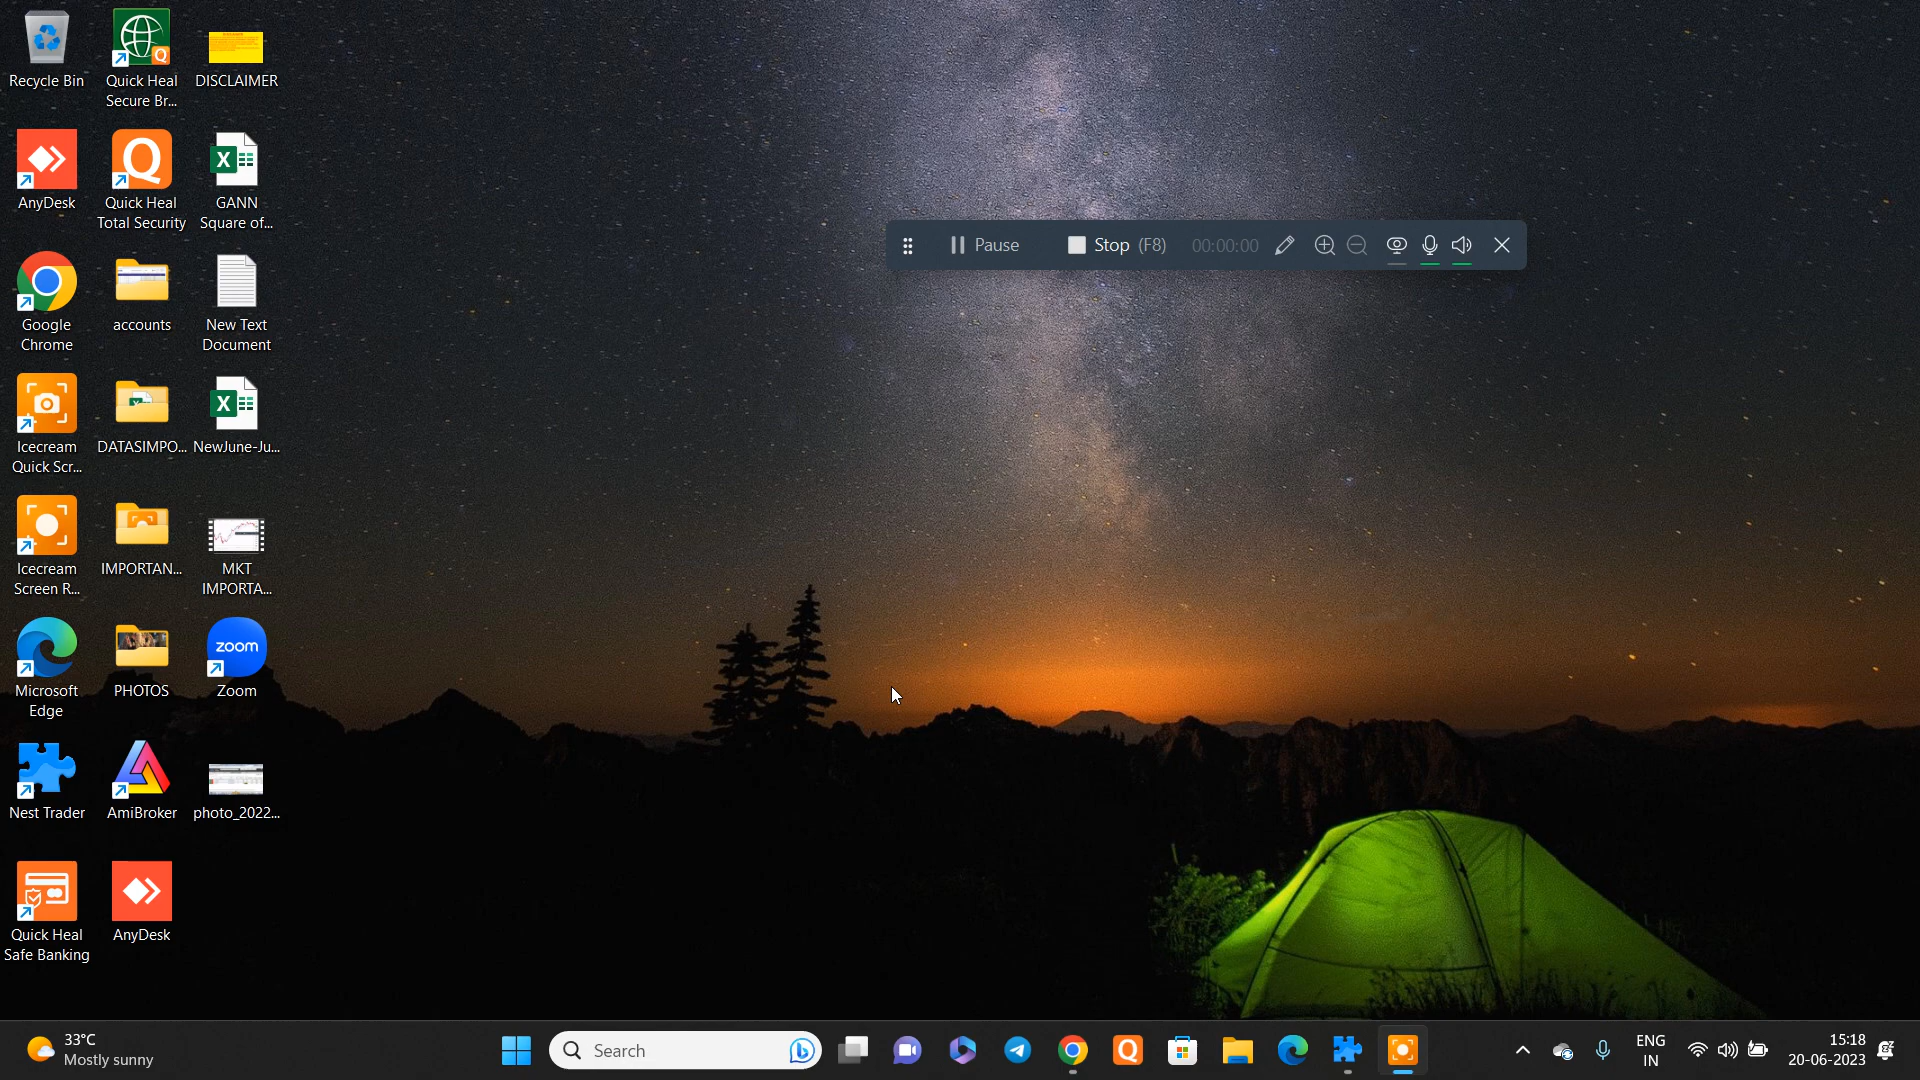 Recycle Bin
Quick Heal
Secure Br...
DISCLAIMER
AnyDesk
Quick Heal
Total Security
GANN
Square of...
Google
Chrome
accounts
New Text
Document
Icecream
Quick Scr...
DATASIMPO...
NewJune-Ju...
Icecream
Screen R...
IMPORTAN...
MKT
IMPORTA...
Microsoft
Edge
PHOTOS
zoom
Zoom
Nest Trader
AmiBroker
photo_2022...
Quick Heal
Safe Banking
AnyDesk
Pause Stop (F8) 00:00:00
33°C
Mostly sunny
Search
ENG
IN
15:18
20-06-2023